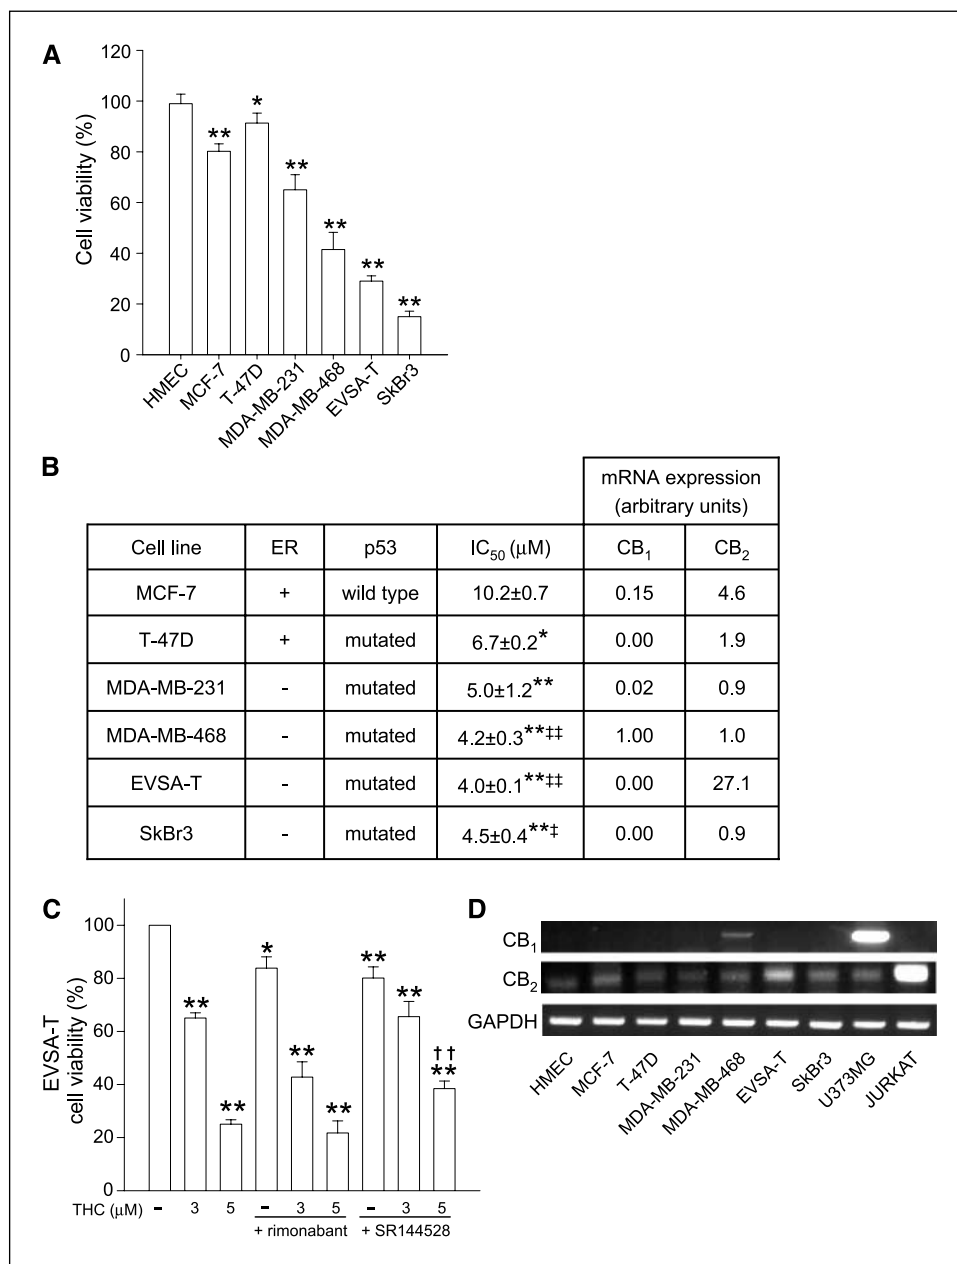 A
120
100
80
60
40
20
0
Cell viability (%)
**
*
**
**
**
**
HMEC
MCF-7
T-47D
MDA-MB-231
MDA-MB-468
EVSA-T
SkBr3
B
mRNA expression
(arbitrary units)
Cell line ER p53 IC50 (μM) CB1 CB2
MCF-7 + wild type 10.2±0.7 0.15 4.6
T-47D + mutated 6.7±0.2* 0.00 1.9
MDA-MB-231 - mutated 5.0±1.2** 0.02 0.9
MDA-MB-468 - mutated 4.2±0.3**‡‡ 1.00 1.0
EVSA-T - mutated 4.0±0.1**‡‡ 0.00 27.1
SkBr3 - mutated 4.5±0.4**‡ 0.00 0.9
C
100
80
60
40
20
0
EVSA-T
cell viability (%)
**
**
*
**
**
**
**
††
**
THC (μM) – 3 5 – 3 5 – 3 5
+ rimonabant + SR144528
D
CB1
CB2
GAPDH
HMEC
MCF-7
T-47D
MDA-MB-231
MDA-MB-468
EVSA-T
SkBr3
U373MG
JURKAT